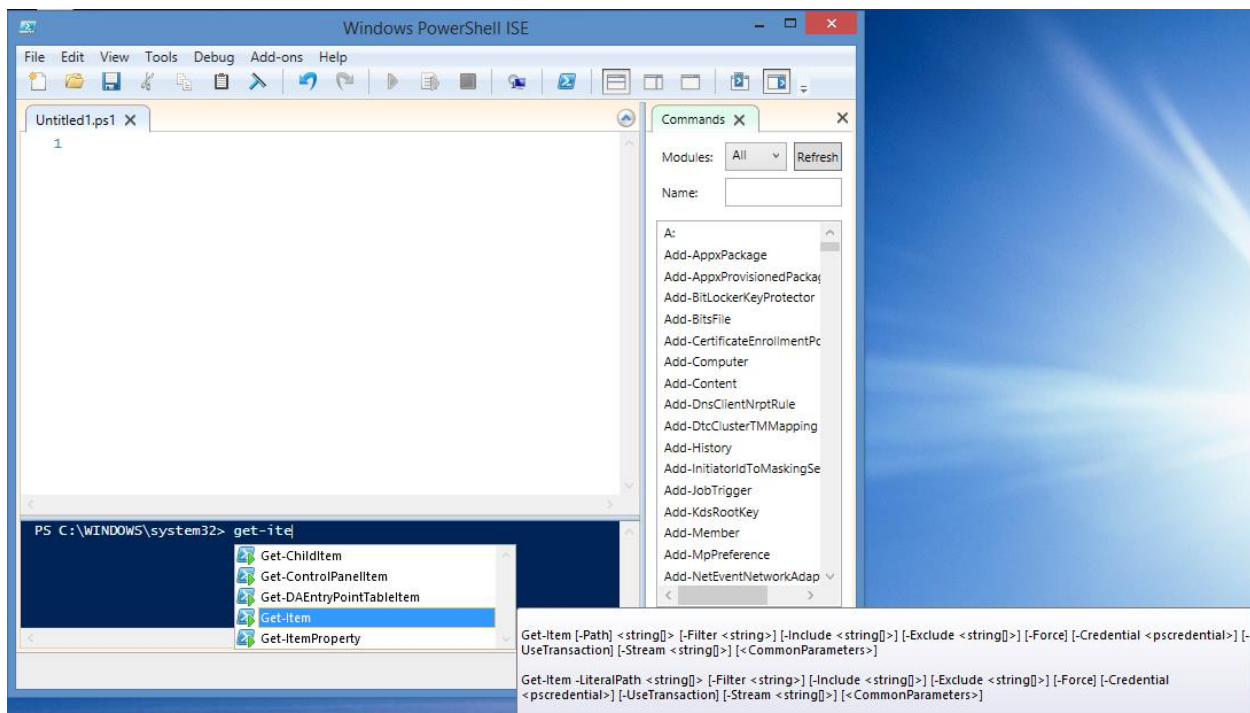 Windows PowerShell ISE
File Edit View Tools Debug Add-ons Help
Untitled1.ps1
1
Commands
Modules: All Refresh
Name:
A:
Add-AppxPackage
Add-AppxProvisionedPackag
Add-BitLockerKeyProtector
Add-BitsFile
Add-CertificateEnrollmentPc
Add-Computer
Add-Content
Add-DnsClientNrptRule
Add-DtcClusterTMMapping
Add-History
Add-InitiatorIdToMaskingSe
Add-JobTrigger
Add-KdsRootKey
Add-Member
Add-MpPreference
Add-NetEventNetworkAdap
PS C:\WINDOWS\system32> get-ite
Get-ChildItem
Get-ControlPanelItem
Get-DAEntryPointTableItem
Get-Item
Get-ItemProperty
Get-Item [-Path] <string[]> [-Filter <string>] [-Include <string[]>] [-Exclude <string[]>] [-Force] [-Credential <pscredential>] [-
UseTransaction] [-Stream <string[]>] [<CommonParameters>]
Get-Item -LiteralPath <string[]> [-Filter <string>] [-Include <string[]>] [-Exclude <string[]>] [-Force] [-Credential
<pscredential>] [-UseTransaction] [-Stream <string[]>] [<CommonParameters>]